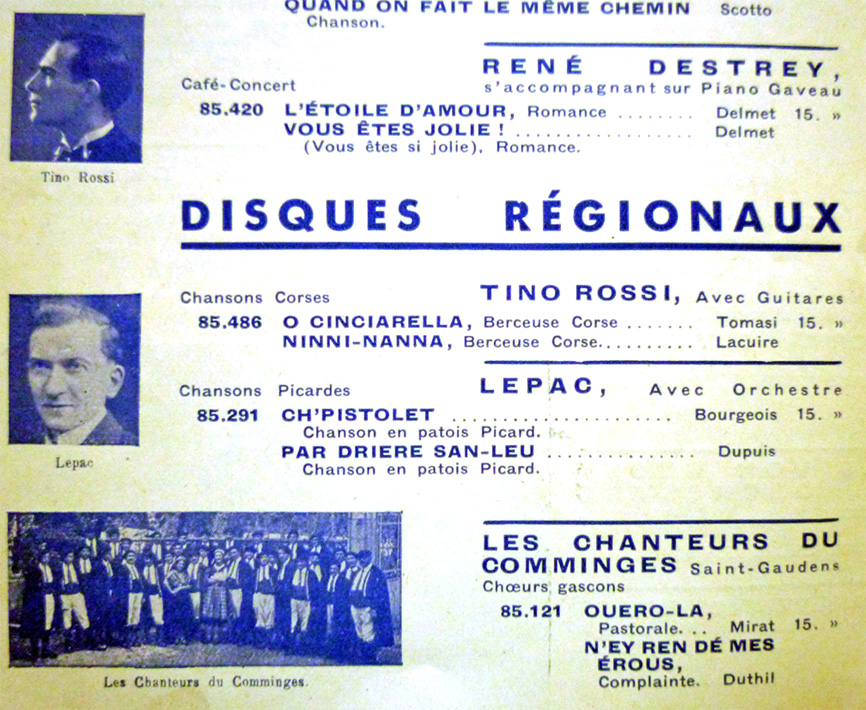 QUAND ON FAIT LE MÊME CHEMIN Scotto
Chanson.
RENÉ DESTREY,
Café-Concert s'accompagnant sur Piano Gaveau
85.420 L'ÉTOILE D'AMOUR, Romance ........ Delmet 15. »
VOUS ÊTES JOLIE ! .................. Delmet
(Vous êtes si jolie), Romance.
Tino Rossi
DISQUES RÉGIONAUX
Chansons Corses TINO ROSSI, Avec Guitares
85.486 O CINCIARELLA, Berceuse Corse ....... Tomasi 15. »
NINNI-NANNA, Berceuse Corse.......... Lacuire
Chansons Picardes LEPAC, Avec Orchestre
85.291 CH'PISTOLET ...................... Bourgeois 15. »
Chanson en patois Picard.
PAR DRIERE SAN-LEU ............... Dupuis
Chanson en patois Picard.
Lepac
LES CHANTEURS DU
COMMINGES Saint-Gaudens
Chœurs gascons
85.121 OUERO-LA,
Pastorale. . . Mirat 15. »
N'EY REN DÉ MES
ÉROUS,
Complainte. Duthil
Les Chanteurs du Comminges.